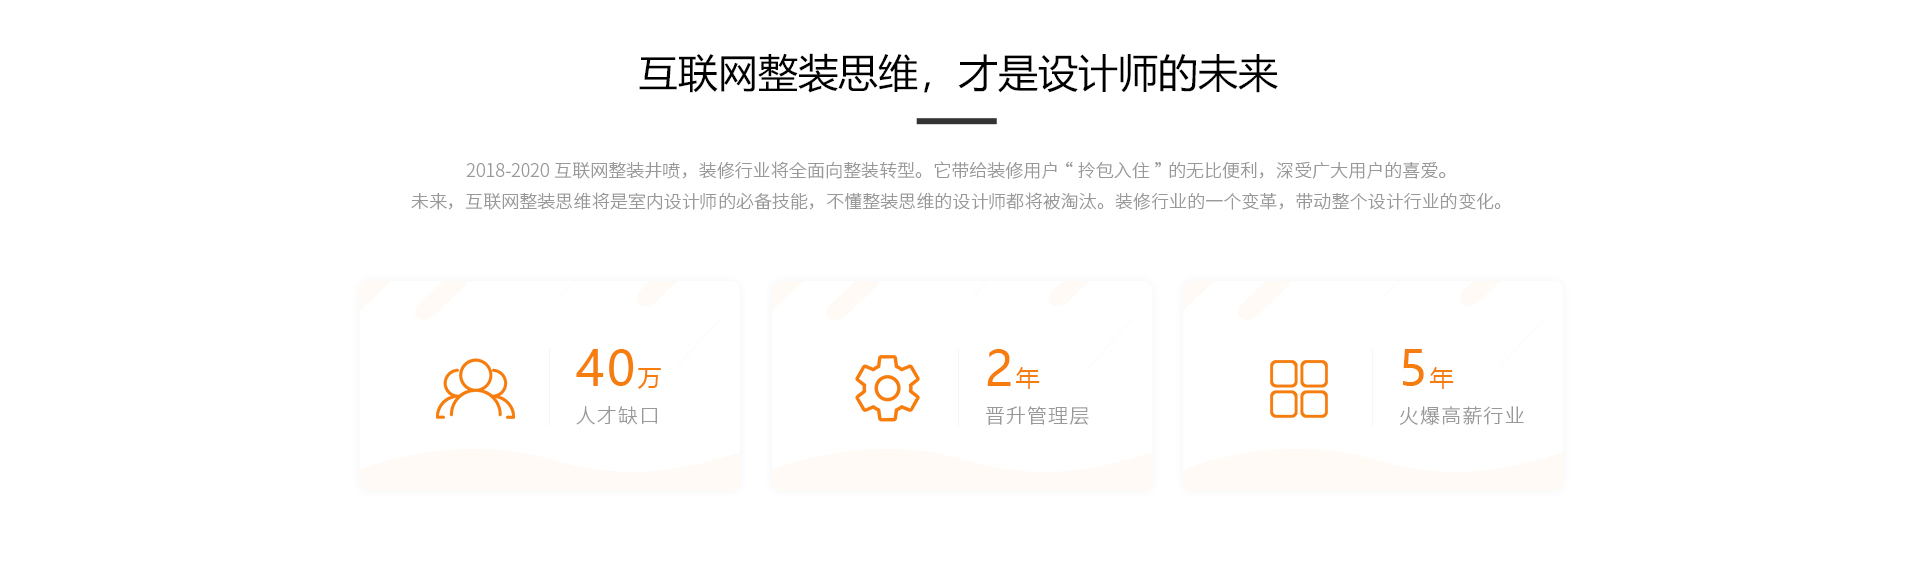 互联网整装思维，才是设计师的未来
2018-2020 互联网整装井喷，装修行业将全面向整装转型。它带给装修用户“ 拎包入住 ”的无比便利，深受广大用户的喜爱。
未来，互联网整装思维将是室内设计师的必备技能，不懂整装思维的设计师都将被淘汰。装修行业的一个变革，带动整个设计行业的变化。
40万
人才缺口
2年
晋升管理层
5年
火爆高薪行业